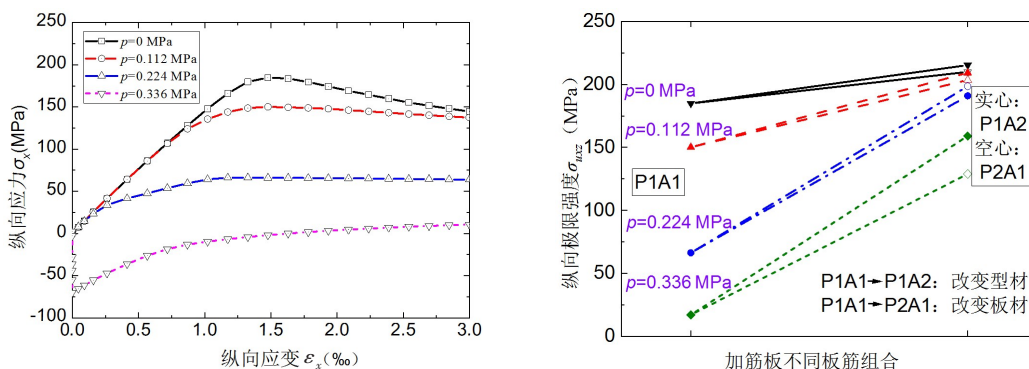 250
200
150
100
50
0
-50
-100
纵向应力σx(MPa)
p=0 MPa
p=0.112 MPa
p=0.224 MPa
p=0.336 MPa
0.0 0.5 1.0 1.5 2.0 2.5 3.0
纵向应变 εx(‰)
250
200
150
100
50
0
纵向极限强度σuxz (MPa)
p=0 MPa
p=0.112 MPa
P1A1
p=0.224 MPa
p=0.336 MPa
实心:
P1A2
空心:
P2A1
P1A1→P1A2: 改变型材
P1A1→P2A1: 改变板材
加筋板不同板筋组合